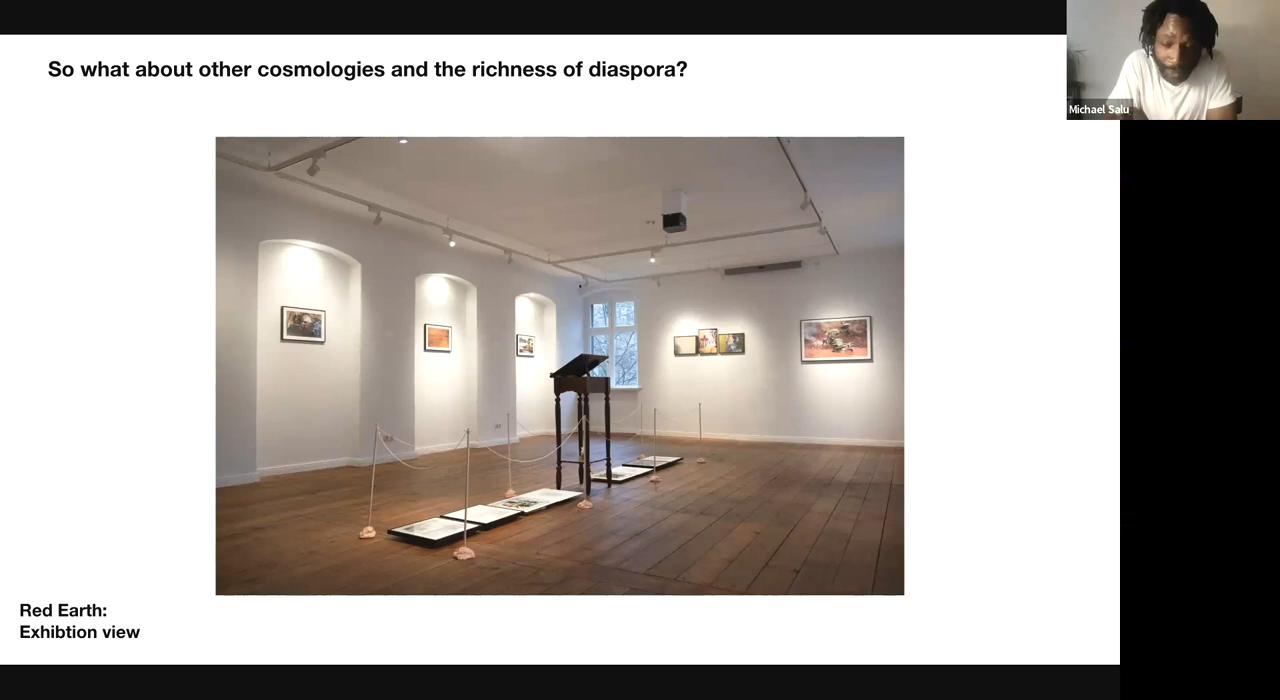 So what about other cosmologies and the richness of diaspora?
Michael Salu
Red Earth:
Exhibtion view